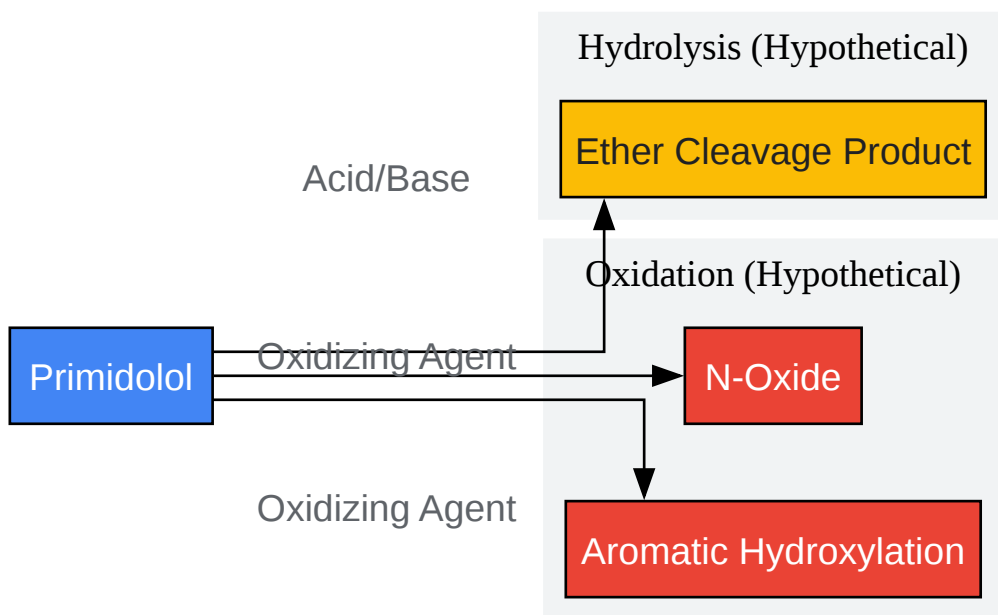 Hydrolysis (Hypothetical)
Ether Cleavage Product
Acid/Base
Oxidation (Hypothetical)
Primidolol
Oxidizing Agent
N-Oxide
Oxidizing Agent
Aromatic Hydroxylation